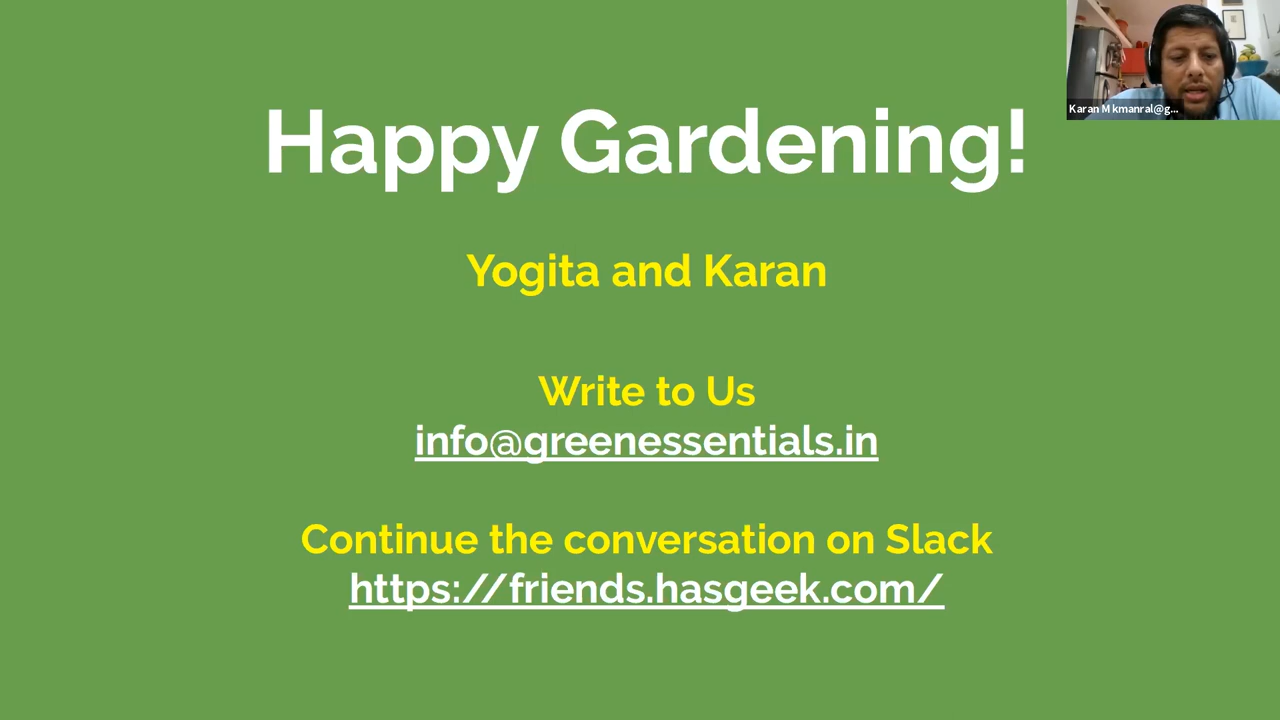 Karan M kmanral@g...
Happy Gardening!
Yogita and Karan
Write to Us
info@greenessentials.in
Continue the conversation on Slack
https://friends.hasgeek.com/